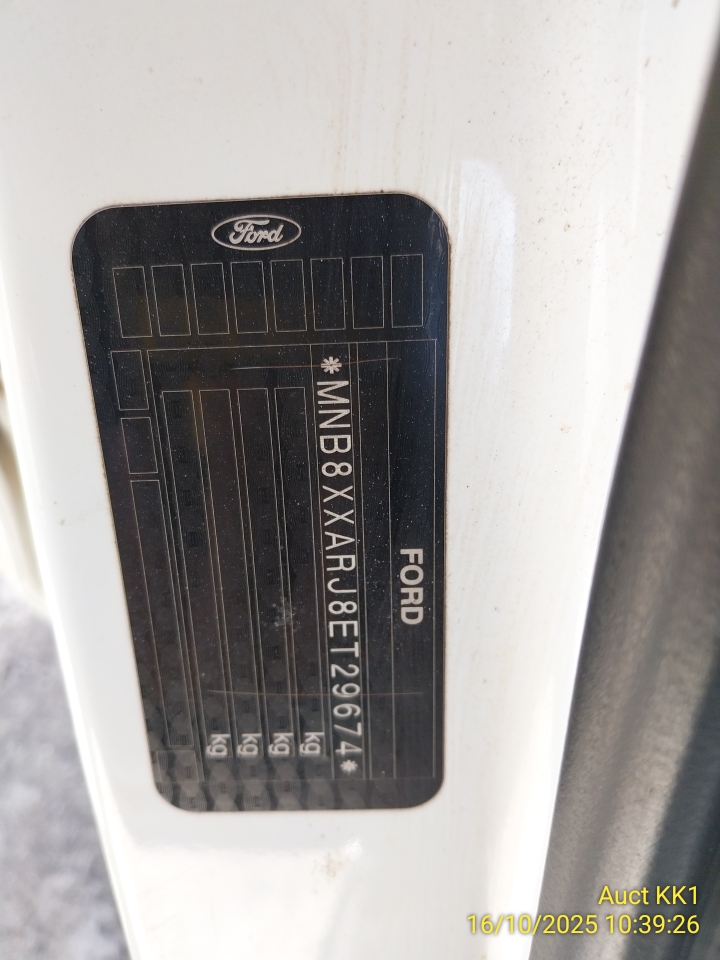 Ford
FORD
*MNB8XXARJ8ET29674*
kg
kg
kg
kg
Auct KK1
16/10/2025 10:39:26